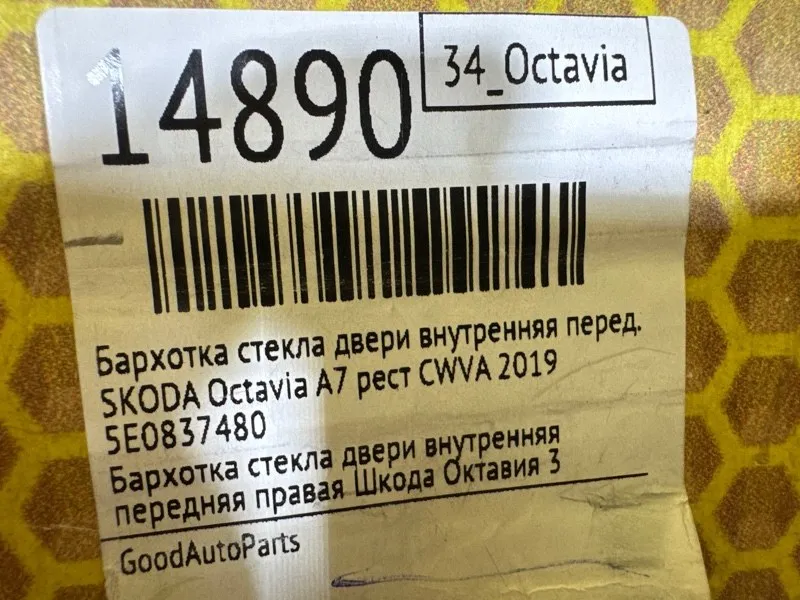 14890
34_Octavia
Бархотка стекла двери внутренняя перед.
SKODA Octavia A7 рест CWVA 2019
5E0837480
Бархотка стекла двери внутренняя
передняя правая Шкода Октавия 3
GoodAutoParts